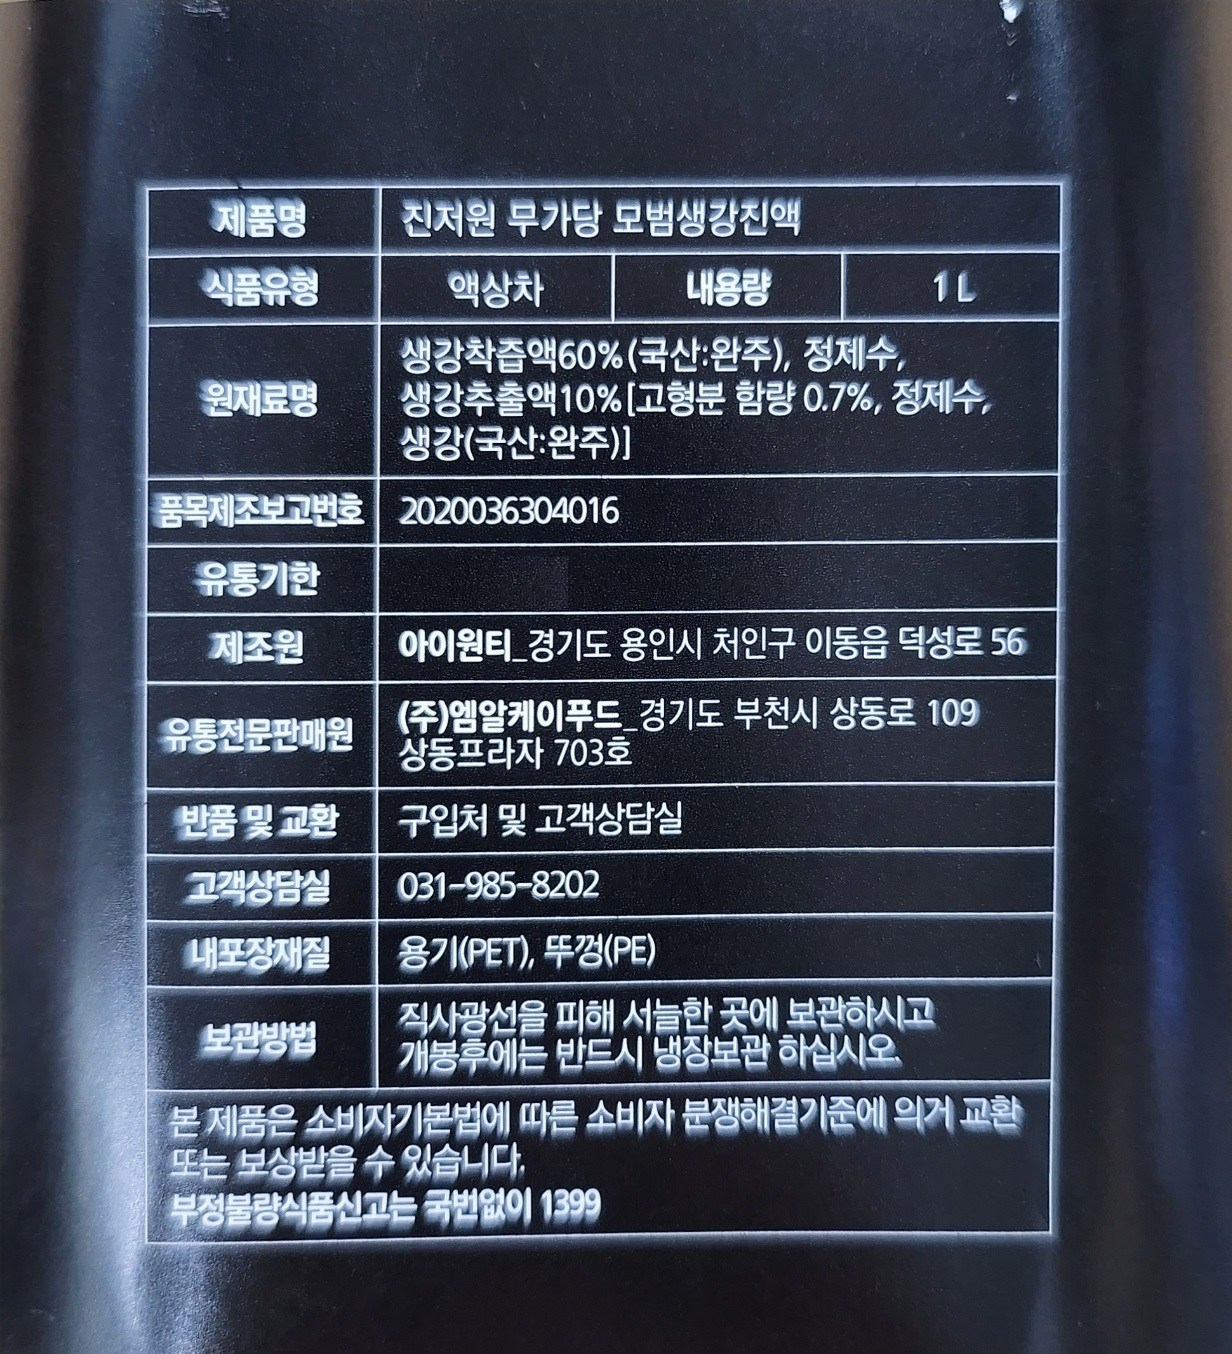 제품명 진저원 무가당 모범생강진액
식품유형 액상차 내용량 1 L
원재료명 생강착즙액60%(국산:완주), 정제수,
생강추출액10%[고형분 함량 0.7%, 정제수,
생강(국산:완주)]
품목제조보고번호 2020036304016
유통기한
제조원 아이원티_경기도 용인시 처인구 이동읍 덕성로 56
유통전문판매원 (주)엠알케이푸드_경기도 부천시 상동로 109
상동프라자 703호
반품 및 교환 구입처 및 고객상담실
고객상담실 031-985-8202
내포장재질 용기(PET), 뚜껑(PE)
보관방법 직사광선을 피해 서늘한 곳에 보관하시고
개봉후에는 반드시 냉장보관 하십시오.
본 제품은 소비자기본법에 따른 소비자 분쟁해결기준에 의거 교환
또는 보상받을 수 있습니다.
부정불량식품신고는 국번없이 1399